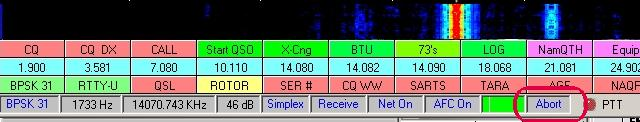 CQ CQ DX CALL Start QSO X-Cng BTU 73's LOG NamQTH Equip
1.900 3.581 7.080 10.110 14.080 14.082 14.090 18.068 21.081 24.902
BPSK 31 RTTY-U QSL ROTOR SER # CQ WW SARTS TARA AGE NAQP
BPSK 31 1733 Hz 14070.743 KHz 46 dB Simplex Receive Net On AFC On Abort PTT